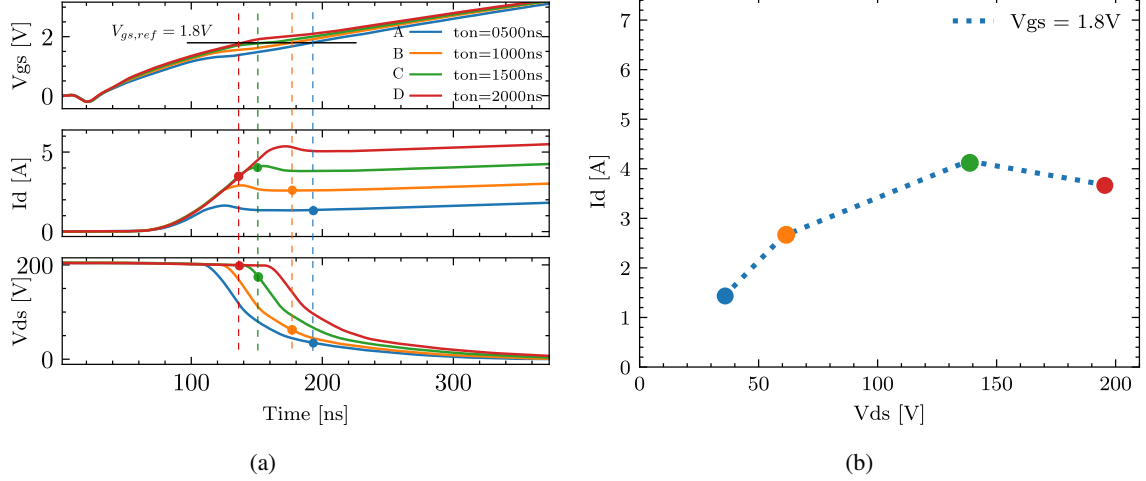 Vgs [V]
2
0
V_{gs,ref} = 1.8V
A ton=0500ns
B ton=1000ns
C ton=1500ns
D ton=2000ns
Id [A]
5
0
Vds [V]
200
0
100 200 300
Time [ns]
(a)
Id [A]
7
6
5
4
3
2
1
0
Vgs = 1.8V
0 50 100 150 200
Vds [V]
(b)